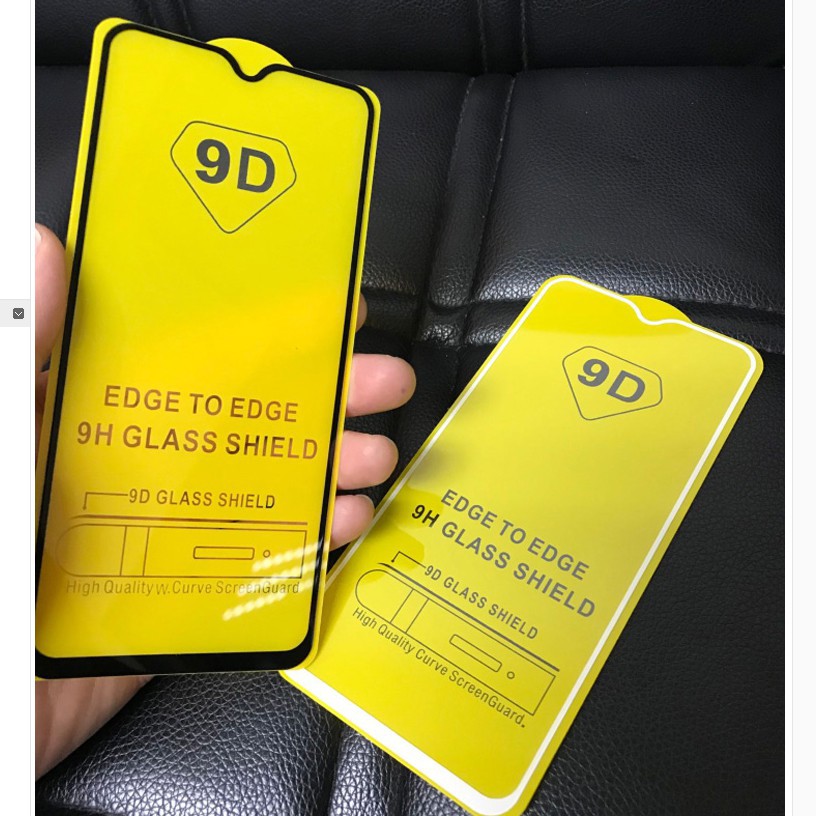 9D
EDGE TO EDGE
9H GLASS SHIELD
9D GLASS SHIELD
High Quality w. Curve ScreenGuard
9D
EDGE TO EDGE
9H GLASS SHIELD
9D GLASS SHIELD
High Quality Curve ScreenGuard.